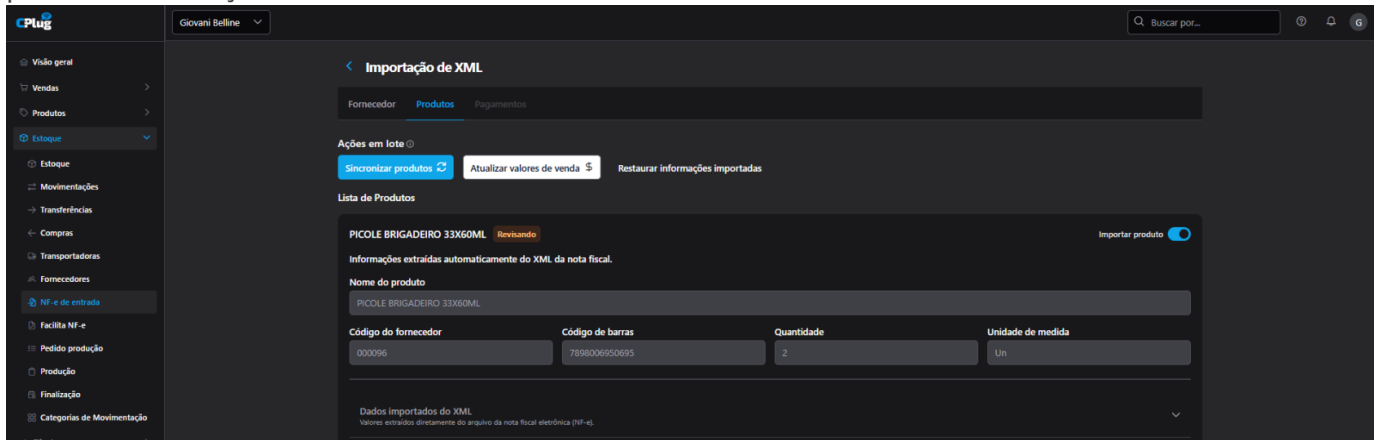 CPlug
Giovani Belline
Buscar por...
G
Visão geral
Vendas
Produtos
Estoque
Estoque
Movimentações
Transferências
Compras
Transportadoras
Fornecedores
NF-e de entrada
Facilita NF-e
Pedido produção
Produção
Finalização
Categorias de Movimentação
Importação de XML
Fornecedor Produtos Pagamentos
Ações em lote
Sincronizar produtos Atualizar valores de venda $ Restaurar informações importadas
Lista de Produtos
PICOLE BRIGADEIRO 33X60ML Revisando Importar produto
Informações extraídas automaticamente do XML da nota fiscal.
Nome do produto
PICOLE BRIGADEIRO 33X60ML
Código do fornecedor Código de barras Quantidade Unidade de medida
000096 7898006950695 2 Un
Dados importados do XML
Valores extraídos diretamente do arquivo da nota fiscal eletrônica (NF-e).